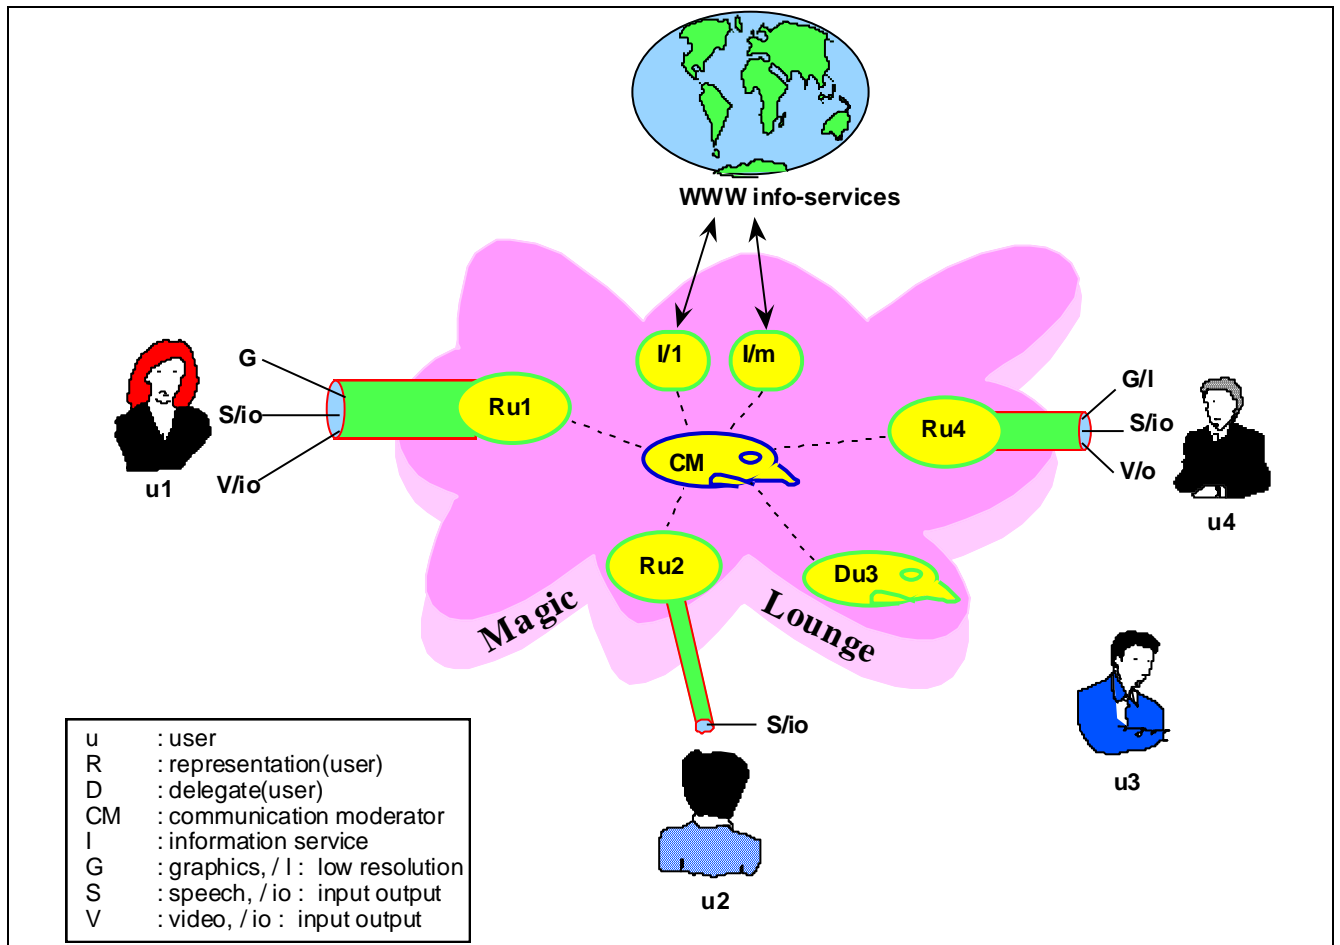 WWW info-services
I/1
I/m
G
S/io
V/io
u1
Ru1
CM
Ru4
G/l
S/io
V/o
u4
Ru2
Du3
Magic
Lounge
S/io
u3
u2
u : user
R : representation(user)
D : delegate(user)
CM : communication moderator
I : information service
G : graphics, / l : low resolution
S : speech, / io : input output
V : video, / io : input output